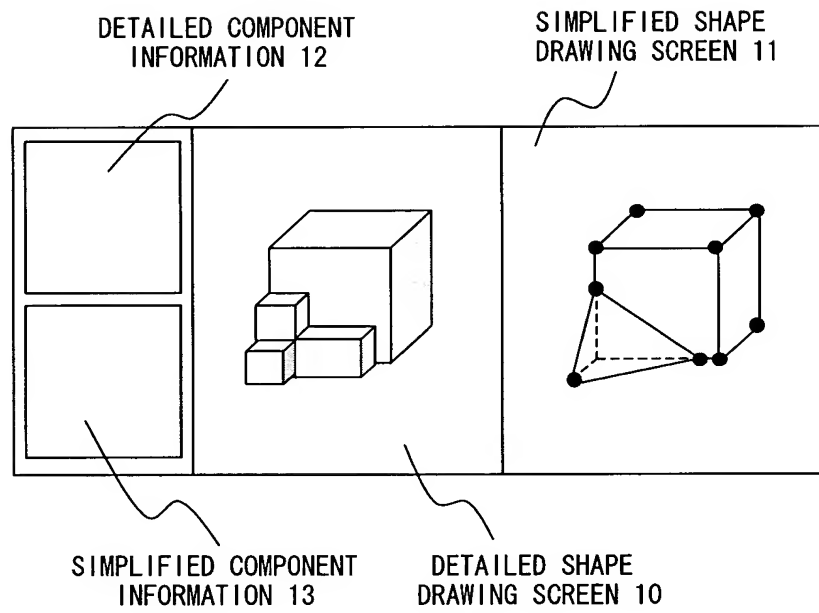 DETAILED COMPONENT
INFORMATION 12
SIMPLIFIED SHAPE
DRAWING SCREEN 11
SIMPLIFIED COMPONENT
INFORMATION 13
DETAILED SHAPE
DRAWING SCREEN 10